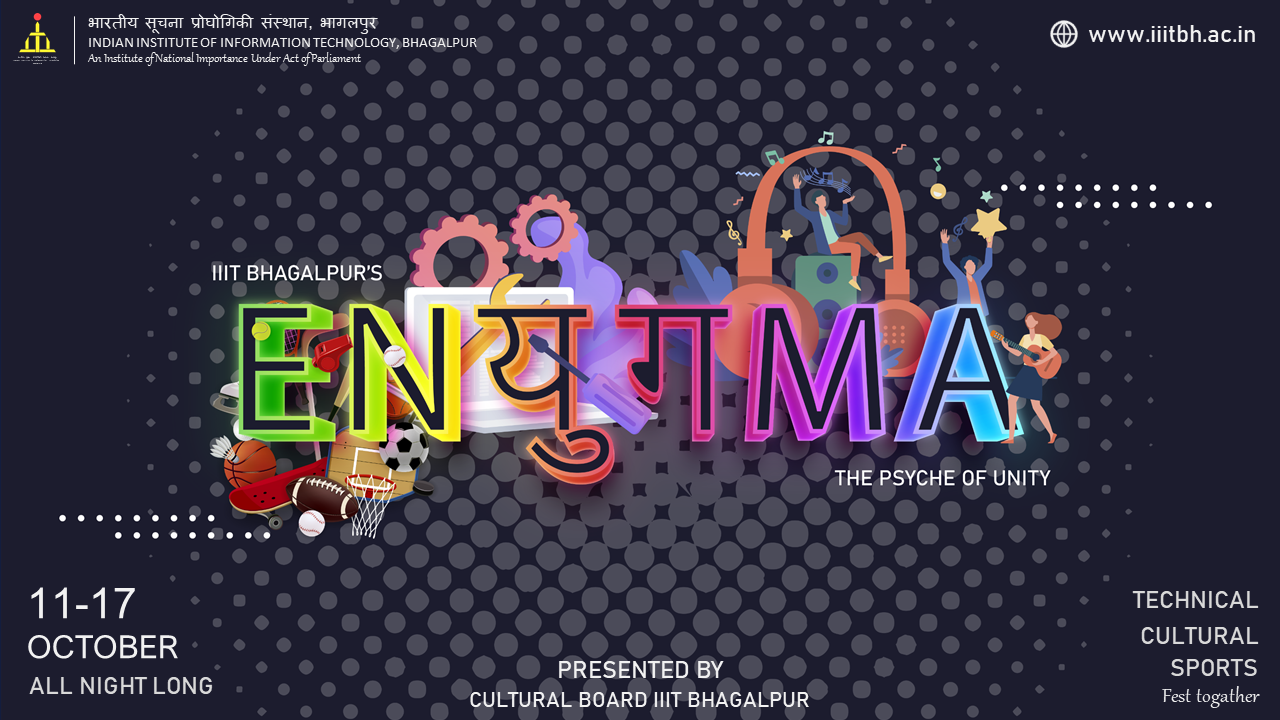 भारतीय सूचना प्रोघोगिकी संस्थान, भागलपुर
INDIAN INSTITUTE OF INFORMATION TECHNOLOGY, BHAGALPUR
An Institute of National Importance Under Act of Parliament
www.iiitbh.ac.in
IIIT BHAGALPUR'S
ENयुगMA
THE PSYCHE OF UNITY
11-17
OCTOBER
ALL NIGHT LONG
PRESENTED BY
CULTURAL BOARD IIIT BHAGALPUR
TECHNICAL
CULTURAL
SPORTS
Fest togather